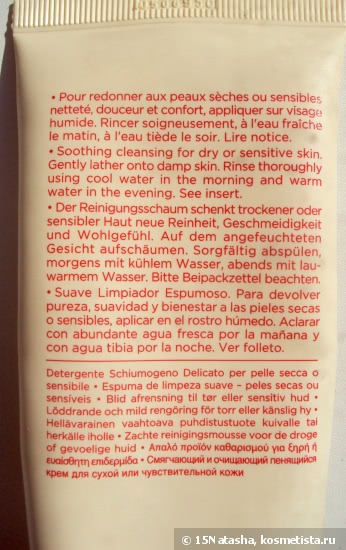 • Pour redonner aux peaux sèches ou sensibles
netteté, douceur et confort, appliquer sur visage
humide. Rincer soigneusement, à l'eau fraîche
le matin, à l'eau tiède le soir. Lire notice.
• Soothing cleansing for dry or sensitive skin.
Gently lather onto damp skin. Rinse thoroughly
using cool water in the morning and warm
water in the evening. See insert.
• Der Reinigungsschaum schenkt trockener oder
sensibler Haut neue Reinheit, Geschmeidigkeit
und Wohlgefühl. Auf dem angefeuchteten
Gesicht aufschäumen. Sorgfältig abspülen,
morgens mit kühlem Wasser, abends mit lau-
warmem Wasser. Bitte Beipackzettel beachten.
• Suave Limpiador Espumoso. Para devolver
pureza, suavidad y bienestar a las pieles secas
o sensibles, aplicar en el rostro húmedo. Aclarar
con abundante agua fresca por la mañana y
con agua tibia por la noche. Ver folleto.
Detergente Schiumogeno Delicato per pelle secca o
sensibile • Espuma de limpeza suave – peles secas ou
sensíveis • Blid afrensning til tør eller sensitiv hud •
Löddrande och mild rengöring för torr eller känslig hy •
Hellävarainen vaahtoava puhdistustuote kuivalle tai
herkälle iholle • Zachte reinigingsmousse voor de droge
of gevoelige huid • Απαλό προϊόν καθαρισμού για ξηρή ή
ευαίσθητη επιδερμίδα • Смягчающий и очищающий пенящийся
крем для сухой или чувствительной кожи
© 15Natasha, kosmetista.ru